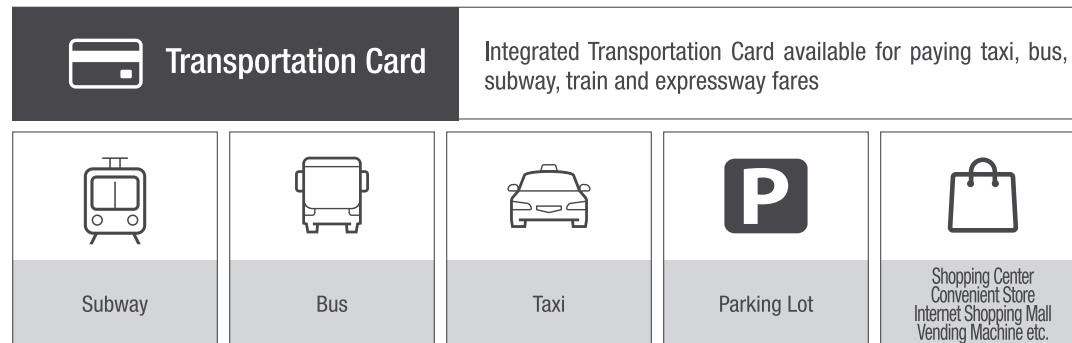 Transportation Card
Integrated Transportation Card available for paying taxi, bus,
subway, train and expressway fares
P
Subway
Bus
Taxi
Parking Lot
Shopping Center
Convenient Store
Internet Shopping Mall
Vending Machine etc.